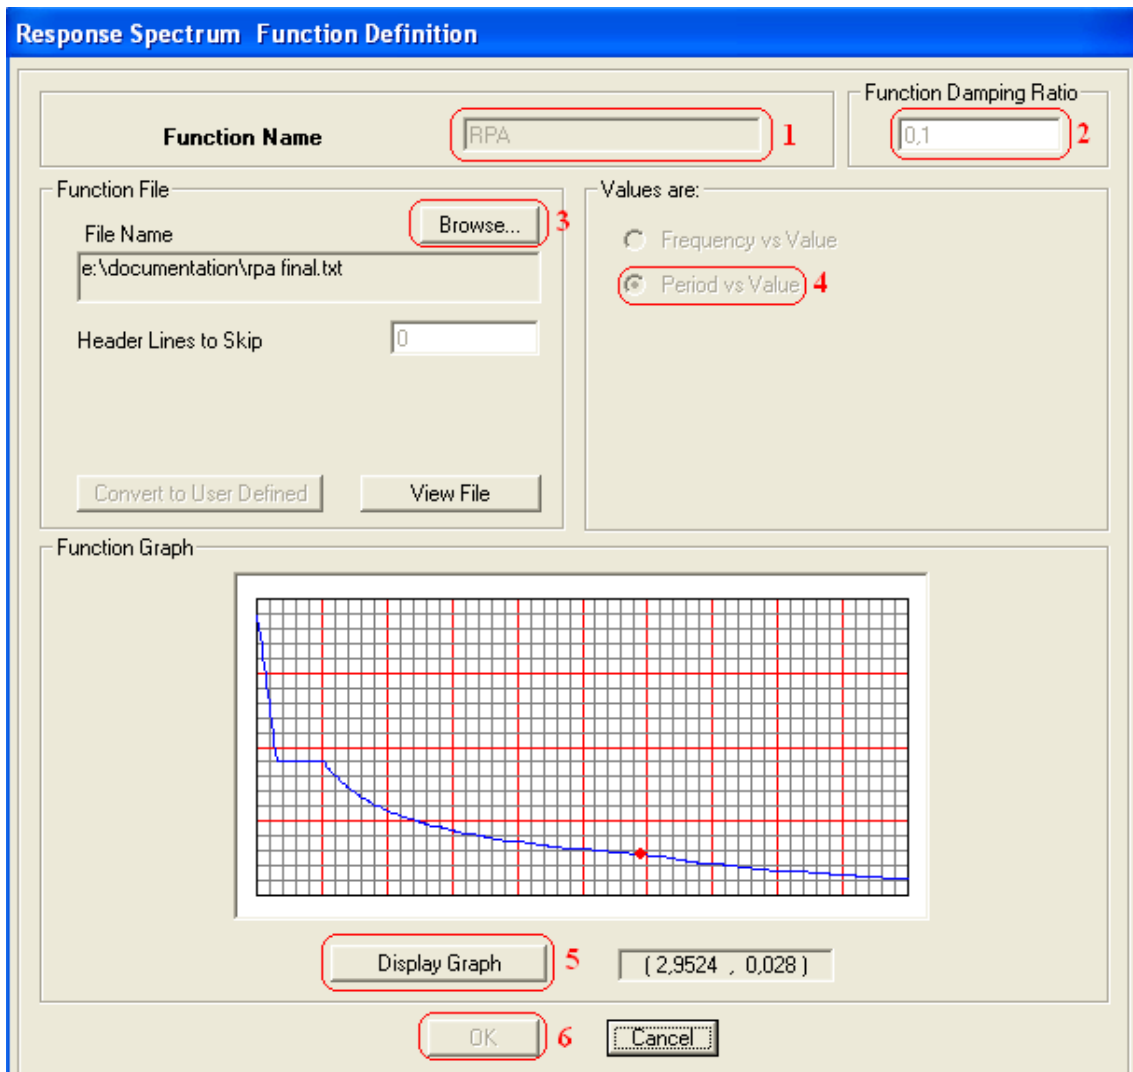 Response Spectrum Function Definition
Function Damping Ratio
Function Name RPA 1 0,1 2
Function File Values are:
File Name Browse... 3 Frequency vs Value
e:\documentation\rpa final.txt
Period vs Value 4
Header Lines to Skip 0
Convert to User Defined View File
Function Graph
Display Graph 5 ( 2,9524 , 0,028 )
OK 6 Cancel